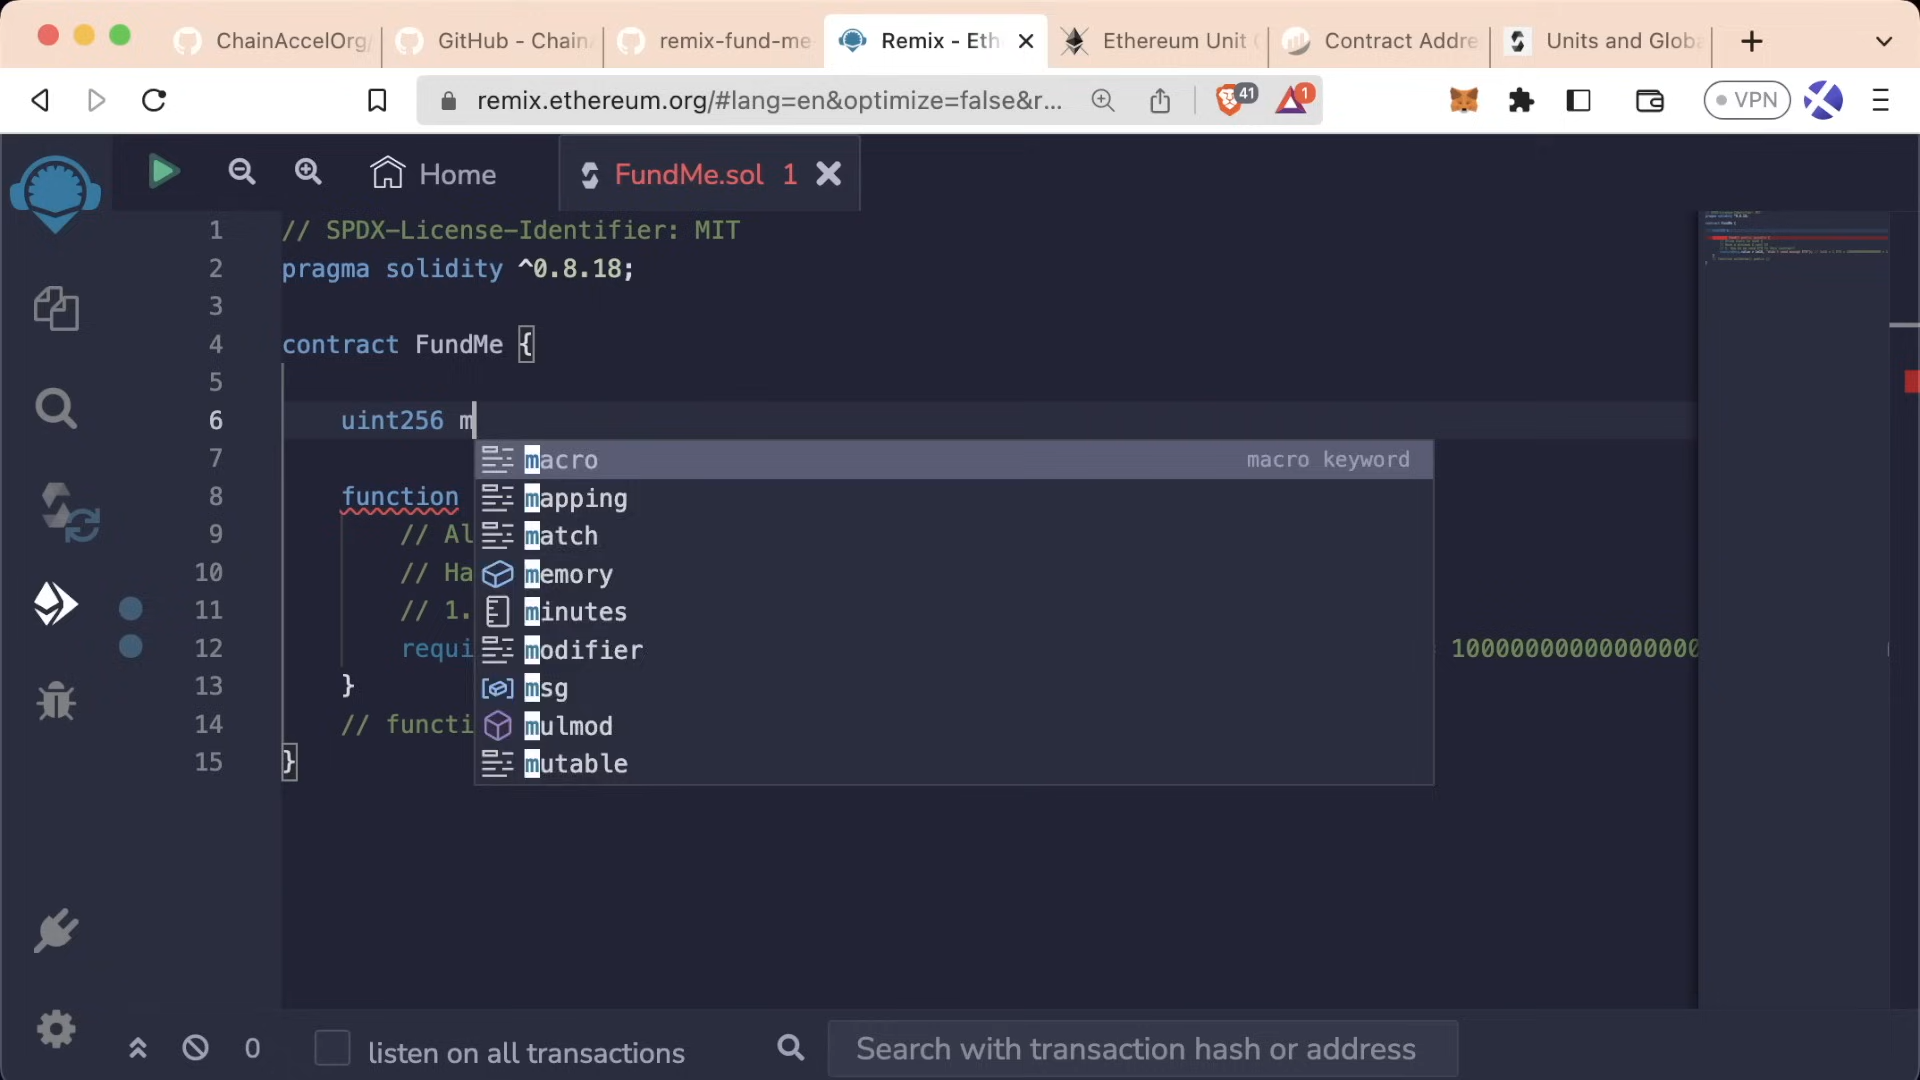 ChainAccelOrg/
GitHub - Chain
remix-fund-me
Remix - Eth
Ethereum Unit
Contract Addre
Units and Globa
remix.ethereum.org/#lang=en&optimize=false&r...
41
1
VPN
Home
FundMe.sol 1
1 // SPDX-License-Identifier: MIT
2 pragma solidity ^0.8.18;
3
4 contract FundMe {
5
6 uint256 m
7
8 function
9 // Al
10 // Ha
11 // 1.
12 requi 10000000000000000
13 }
14 // functi
15 }
macro macro keyword
mapping
match
memory
minutes
modifier
msg
mulmod
mutable
0
listen on all transactions
Search with transaction hash or address